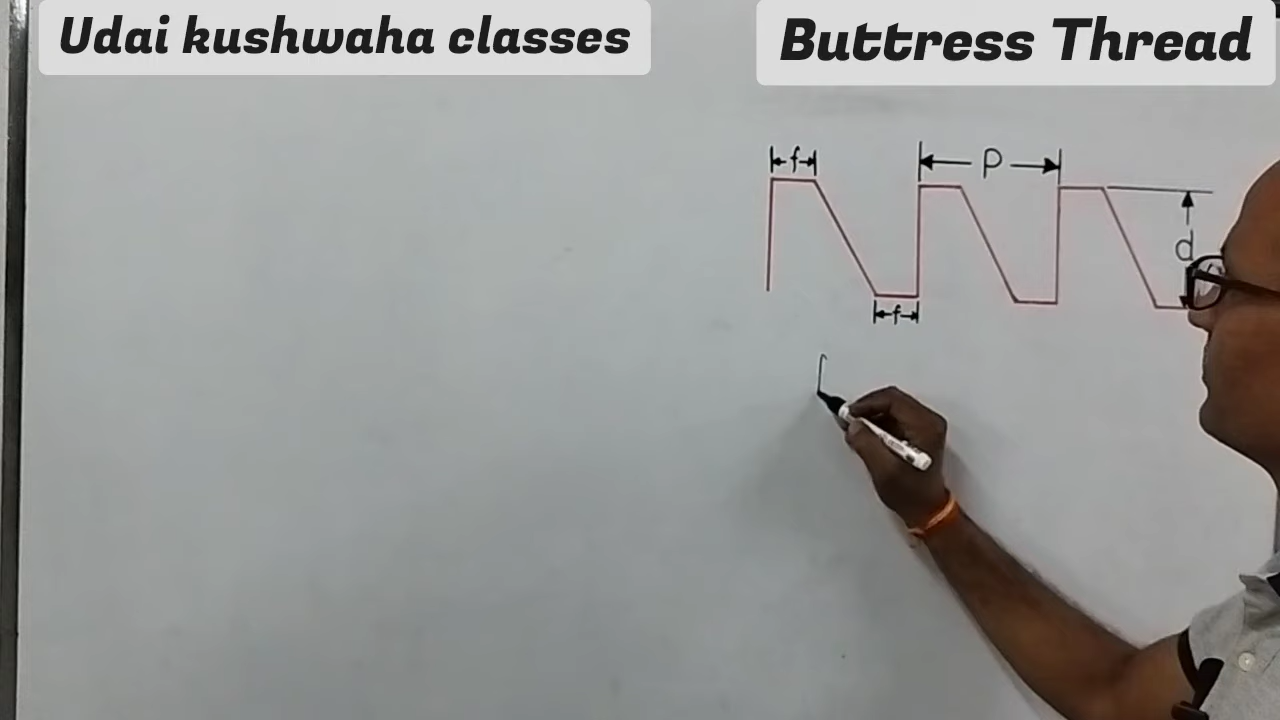 Udai kushwaha classes
Buttress Thread
f
P
d
f